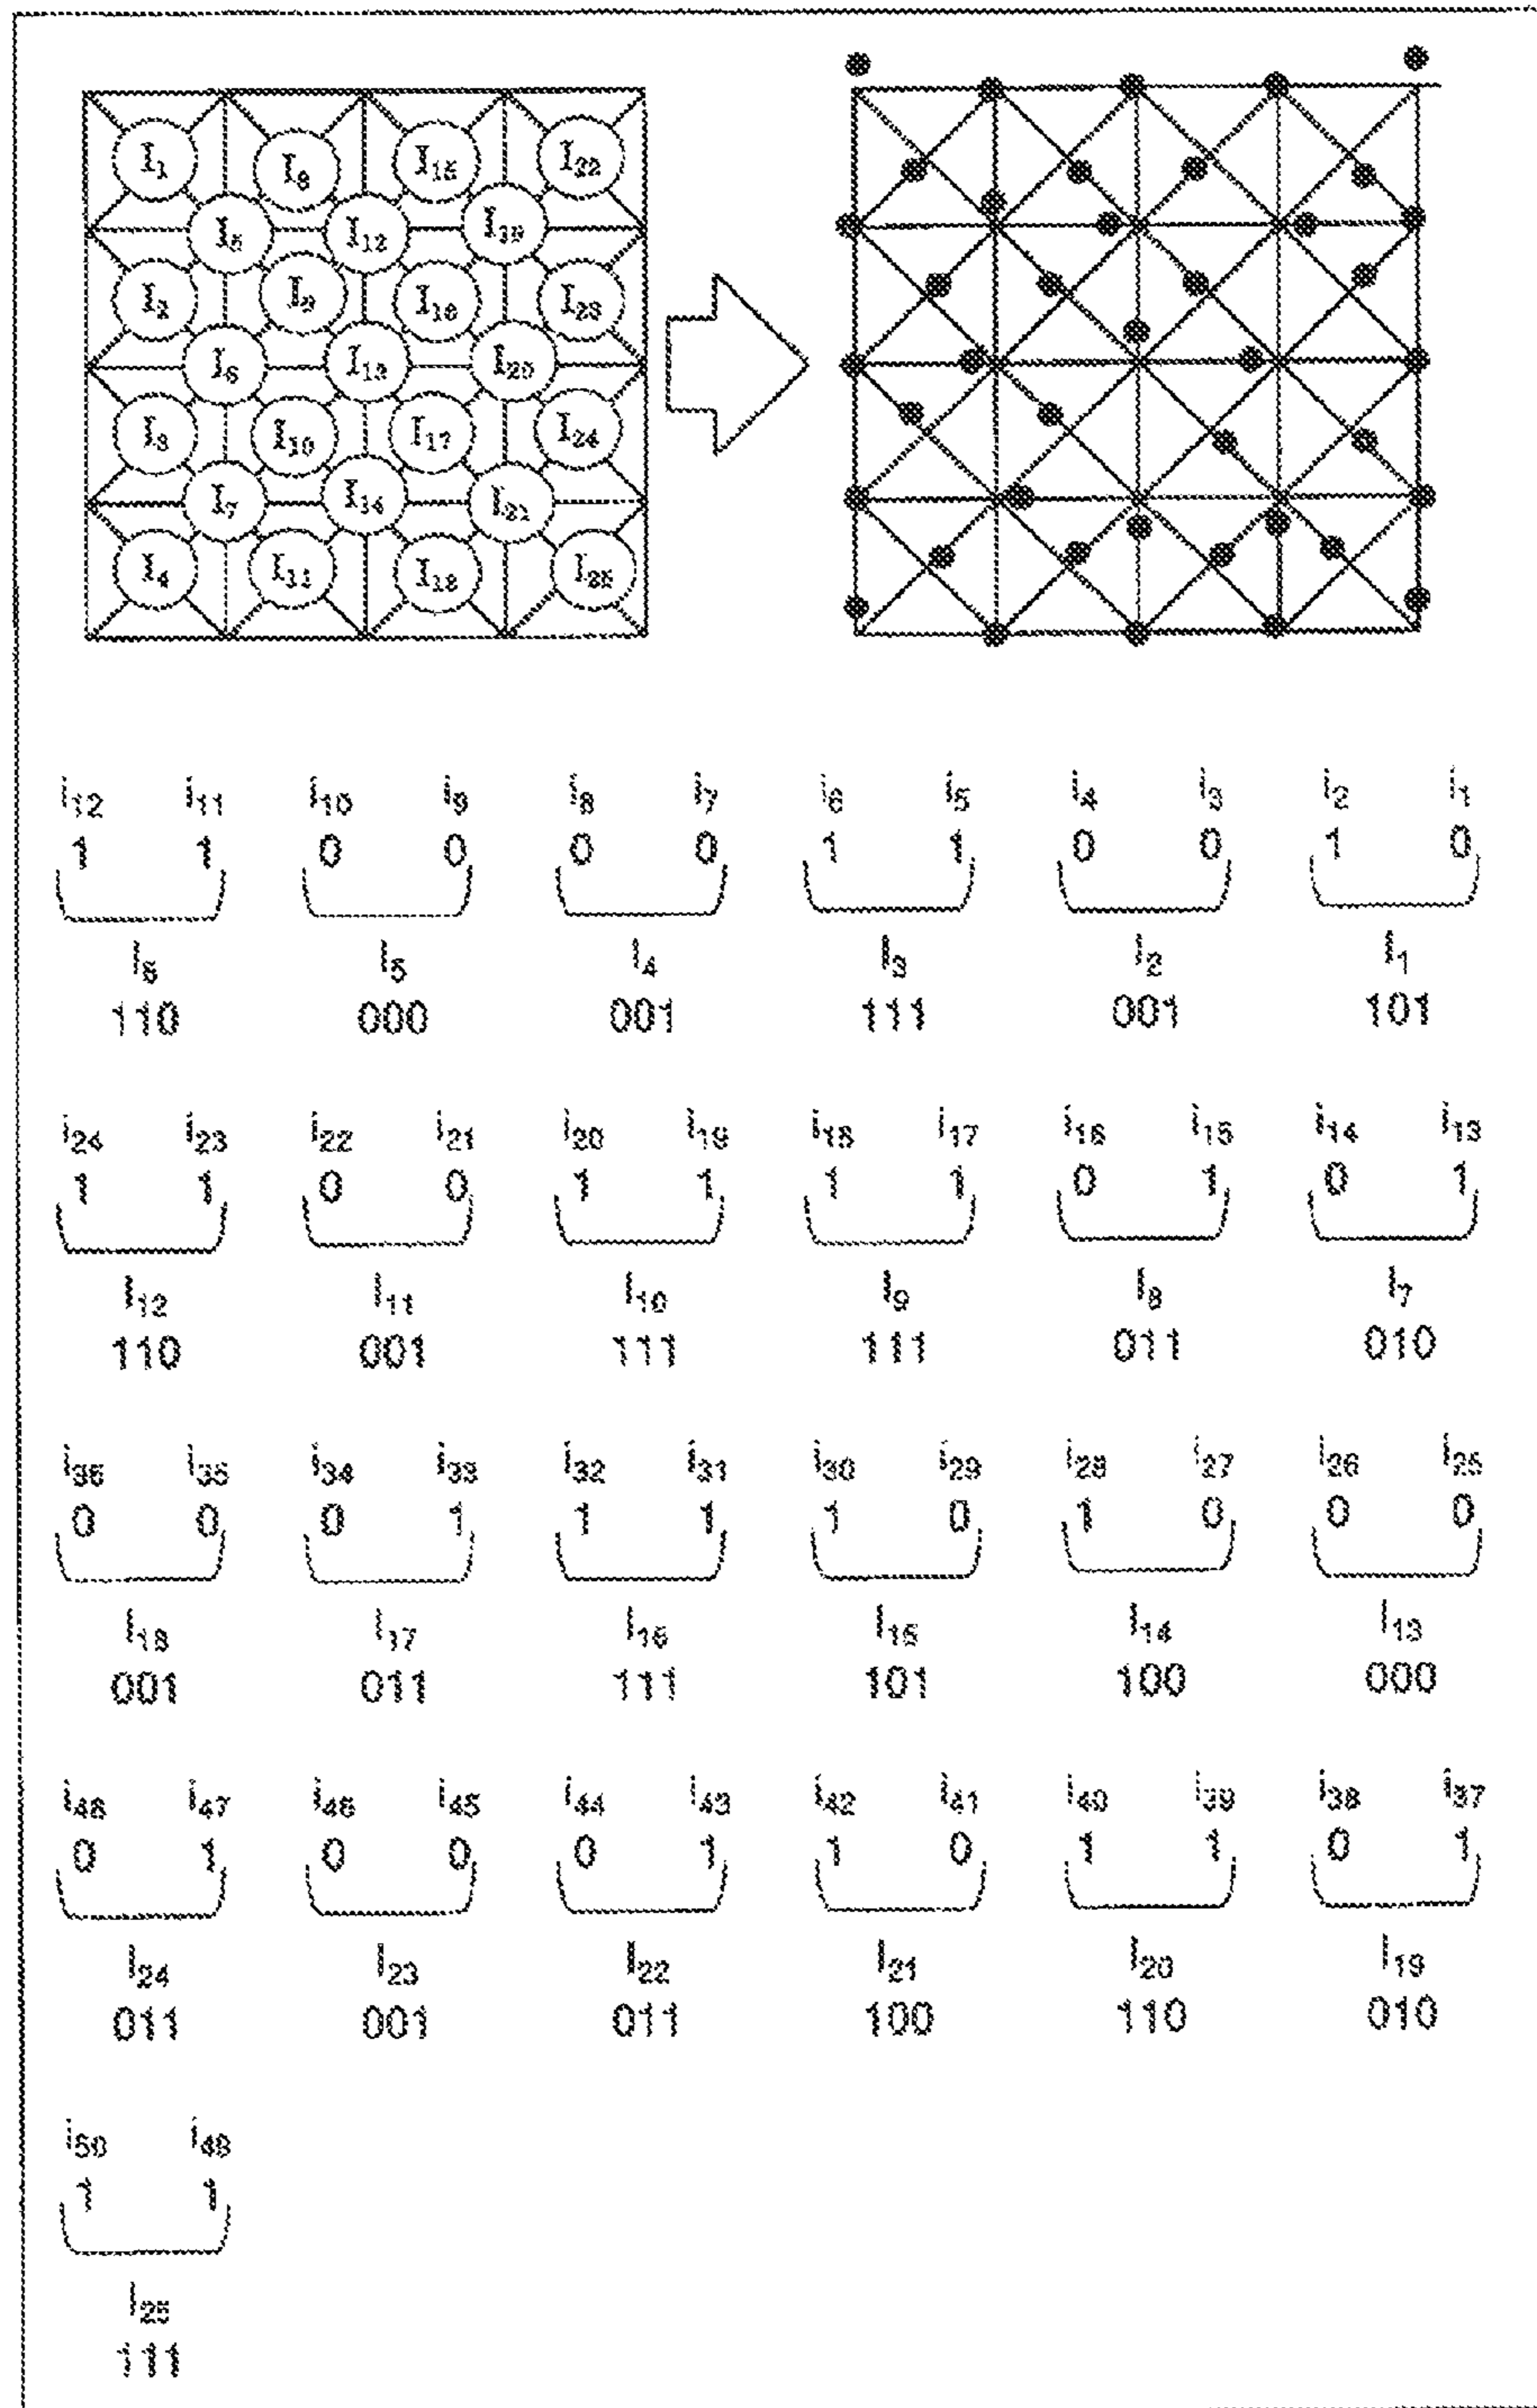 I₁ I₈ I₁₅ I₂₂
I₅ I₁₂ I₁₉
I₂ I₉ I₁₆ I₂₃
I₆ I₁₃ I₂₀
I₃ I₁₀ I₁₇ I₂₄
I₇ I₁₄ I₂₁
I₄ I₁₁ I₁₈ I₂₅
i₁₂ i₁₁ i₁₀ i₉ i₈ i₇ i₆ i₅ i₄ i₃ i₂ i₁
1 1 0 0 0 0 1 1 0 0 1 0
I₆ I₅ I₄ I₃ I₂ I₁
110 000 001 111 001 101
i₂₄ i₂₃ i₂₂ i₂₁ i₂₀ i₁₉ i₁₈ i₁₇ i₁₆ i₁₅ i₁₄ i₁₃
1 1 0 0 1 1 1 1 0 1 0 1
I₁₂ I₁₁ I₁₀ I₉ I₈ I₇
110 001 111 111 011 010
i₃₆ i₃₅ i₃₄ i₃₃ i₃₂ i₃₁ i₃₀ i₂₉ i₂₈ i₂₇ i₂₆ i₂₅
0 0 0 1 1 1 1 0 1 0 0 0
I₁₈ I₁₇ I₁₆ I₁₅ I₁₄ I₁₃
001 011 111 101 100 000
i₄₈ i₄₇ i₄₆ i₄₅ i₄₄ i₄₃ i₄₂ i₄₁ i₄₀ i₃₉ i₃₈ i₃₇
0 1 0 0 0 1 1 0 1 1 0 1
I₂₄ I₂₃ I₂₂ I₂₁ I₂₀ I₁₉
011 001 011 100 110 010
i₅₀ i₄₉
1 1
I₂₅
111